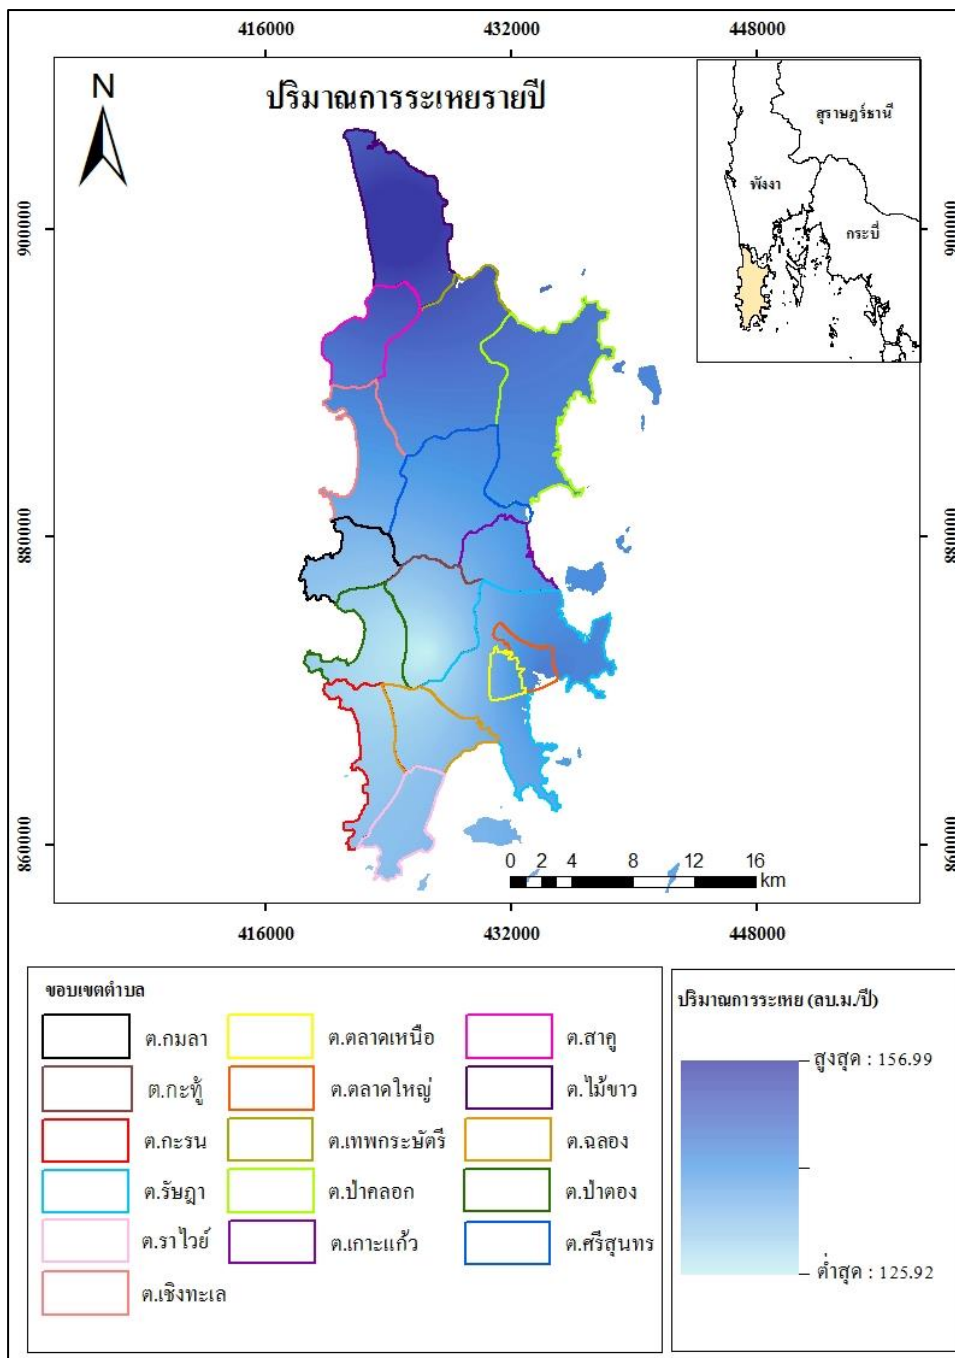 416000 432000 448000
N
ปริมาณการระเหยรายปี
สุราษฎร์ธานี
พังงา
กระบี่
900000 900000
880000 880000
860000 860000
0 2 4 8 12 16
km
416000 432000 448000
ขอบเขตตำบล
ต.กมลา ต.ตลาดเหนือ ต.สาคู
ต.กะทู้ ต.ตลาดใหญ่ ต.ไม้ขาว
ต.กะรน ต.เทพกระษัตรี ต.ฉลอง
ต.รัษฎา ต.ป่าคลอก ต.ป่าตอง
ต.ราไวย์ ต.เกาะแก้ว ต.ศรีสุนทร
ต.เชิงทะเล
ปริมาณการระเหย (ลบ.ม./ปี)
สูงสุด : 156.99
ต่ำสุด : 125.92